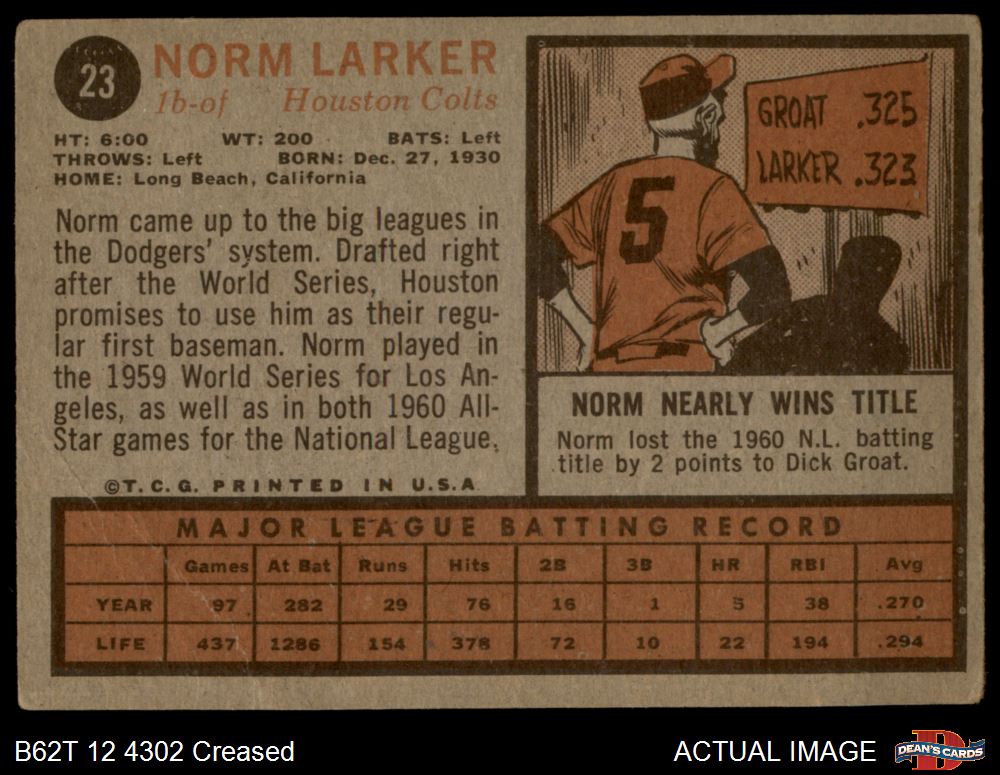 23
NORM LARKER
1b-of Houston Colts
HT: 6:00 WT: 200 BATS: Left
THROWS: Left BORN: Dec. 27, 1930
HOME: Long Beach, California
Norm came up to the big leagues in
the Dodgers' system. Drafted right
after the World Series, Houston
promises to use him as their regu-
lar first baseman. Norm played in
the 1959 World Series for Los An-
geles, as well as in both 1960 All-
Star games for the National League.
©T.C.G. PRINTED IN U.S.A
GROAT .325
LARKER .323
5
NORM NEARLY WINS TITLE
Norm lost the 1960 N.L. batting
title by 2 points to Dick Groat.
MAJOR LEAGUE BATTING RECORD
Games At Bat Runs Hits 2B 3B HR RBI Avg
YEAR 97 282 29 76 16 1 5 38 .270
LIFE 437 1286 154 378 72 10 22 194 .294
B62T 12 4302 Creased
ACTUAL IMAGE
D
DEAN'S CARDS